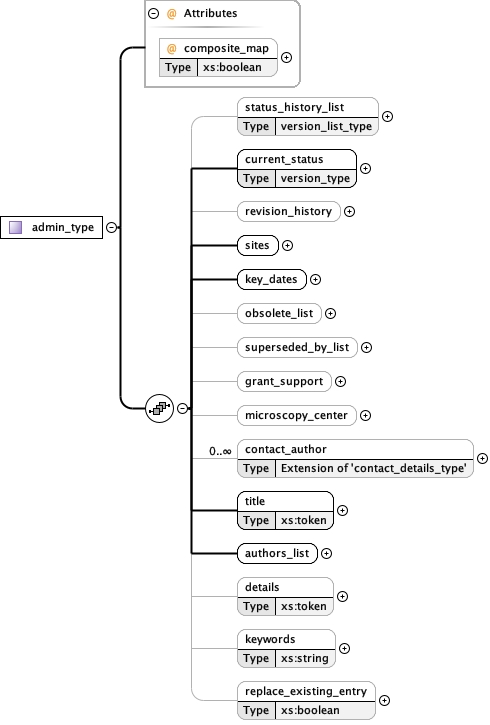 @ Attributes
@ composite_map
Type xs:boolean
status_history_list
Type version_list_type
current_status
Type version_type
revision_history
admin_type
sites
key_dates
obsolete_list
superseded_by_list
grant_support
microscopy_center
0..∞ contact_author
Type Extension of 'contact_details_type'
title
Type xs:token
authors_list
details
Type xs:token
keywords
Type xs:string
replace_existing_entry
Type xs:boolean